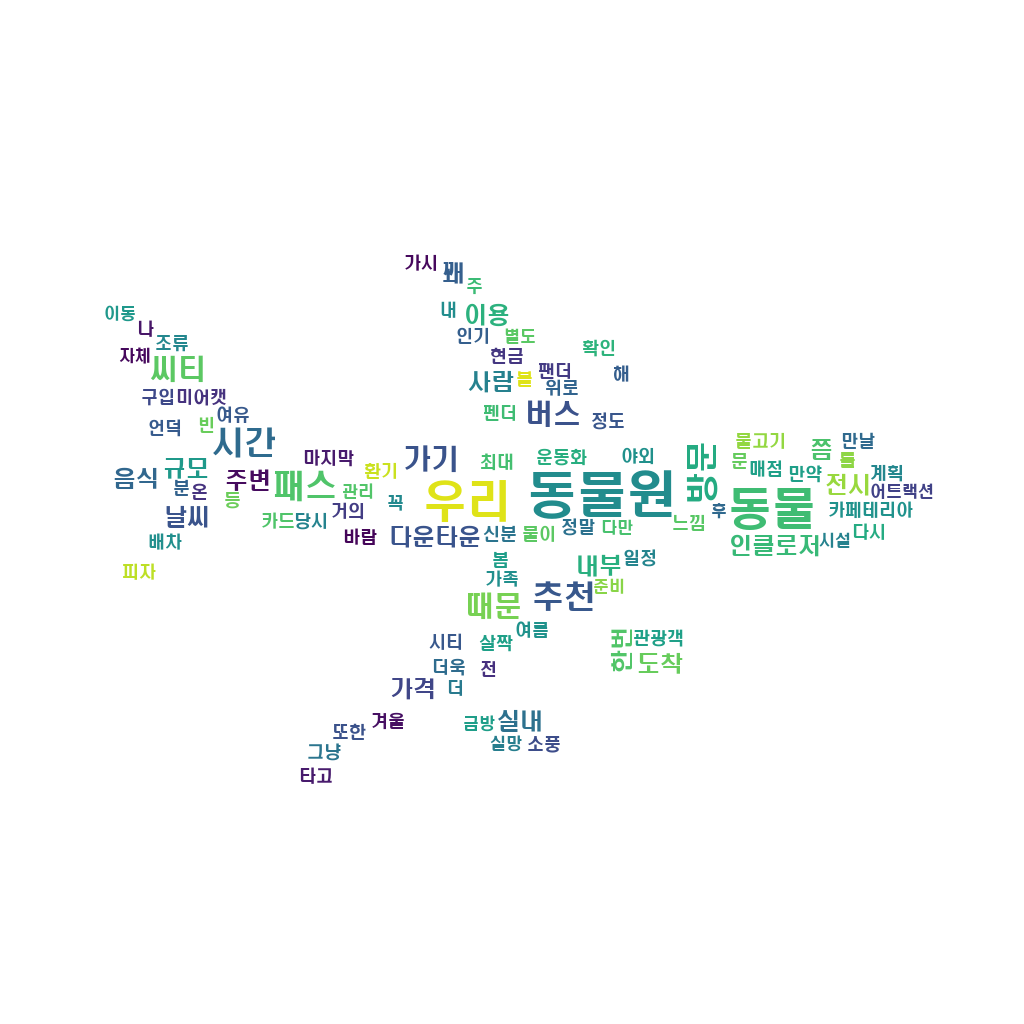 가시
꽤
주
이동
내
이용
나
인기
별도
조류
확인
자체
현금
씨티
사람
불
팬더
위로
해
구입
미어캣
여유
펜더
버스
정도
언덕
빈
시간
마지막
가기
최대
운동화
야외
방문
물고기
쯤
만날
문
들
음식
규모
주변
패스
환기
우리
동물원
매점
만약
계획
분
온
등
관리
꼭
전시
어트랙션
날씨
카드
당시
거의
후
동물
카페테리아
배차
바람
다운타운
신분
물이
정말
다만
느낌
인클로저
시설
다시
피자
봄
가족
내부
일정
때문
추천
준비
여름
시티
살짝
한번
관광객
더욱
전
도착
가격
더
겨울
금방
실내
또한
그냥
실망
소풍
타고